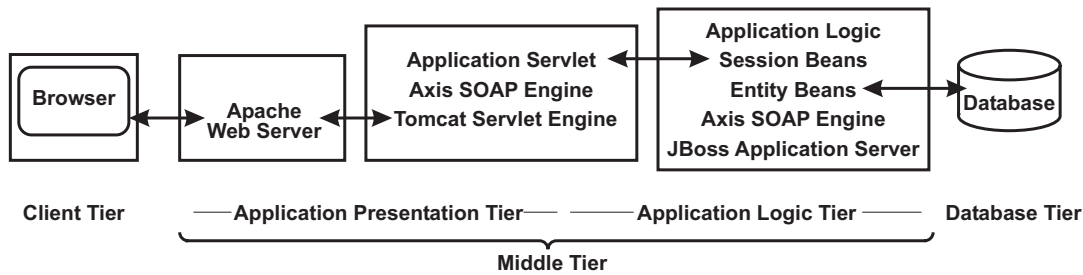 Browser
Apache
Web Server
Application Servlet
Axis SOAP Engine
Tomcat Servlet Engine
Application Logic
Session Beans
Entity Beans
Axis SOAP Engine
JBoss Application Server
Database
Client Tier
Application Presentation Tier
Application Logic Tier
Database Tier
Middle Tier